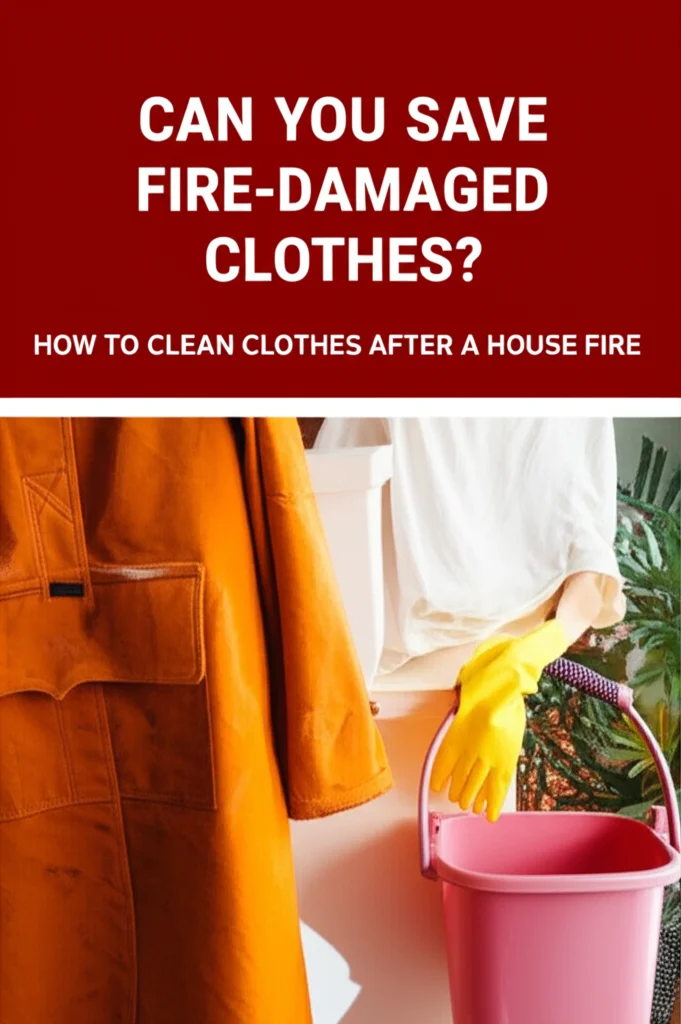 CAN YOU SAVE
FIRE-DAMAGED
CLOTHES?
HOW TO CLEAN CLOTHES AFTER A HOUSE FIRE